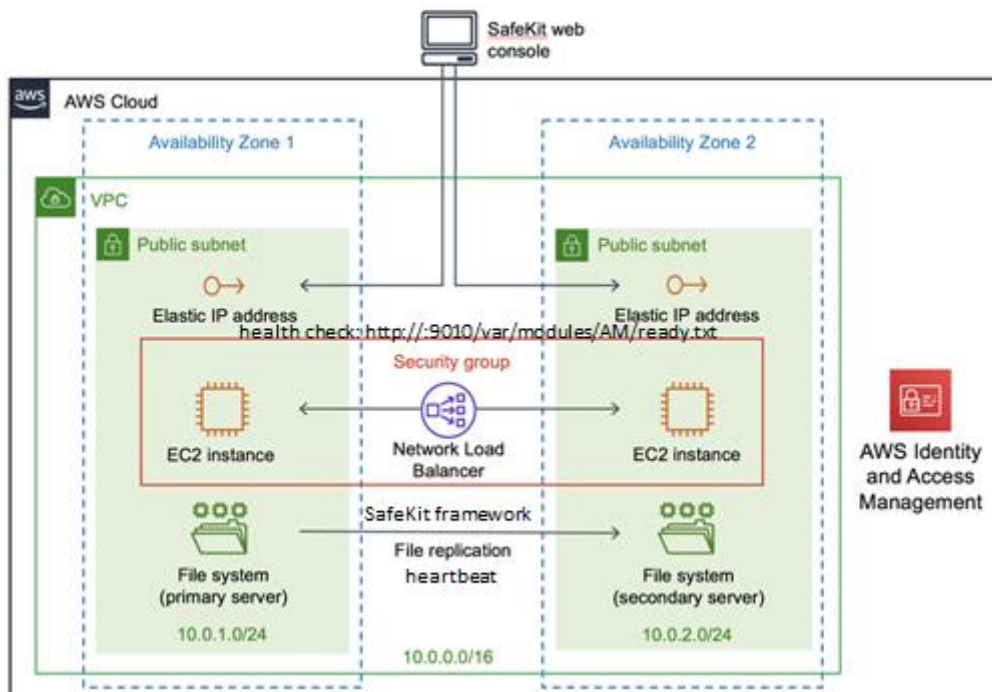 SafeKit web
console
aws
AWS Cloud
Availability Zone 1
Availability Zone 2
VPC
Public subnet
Public subnet
Elastic IP address
Elastic IP address
health check: http://:9010/var/modules/AM/ready.txt
Security group
EC2 instance
Network Load
Balancer
EC2 instance
AWS Identity
and Access
Management
SafeKit framework
File replication
heartbeat
File system
(primary server)
File system
(secondary server)
10.0.1.0/24
10.0.2.0/24
10.0.0.0/16